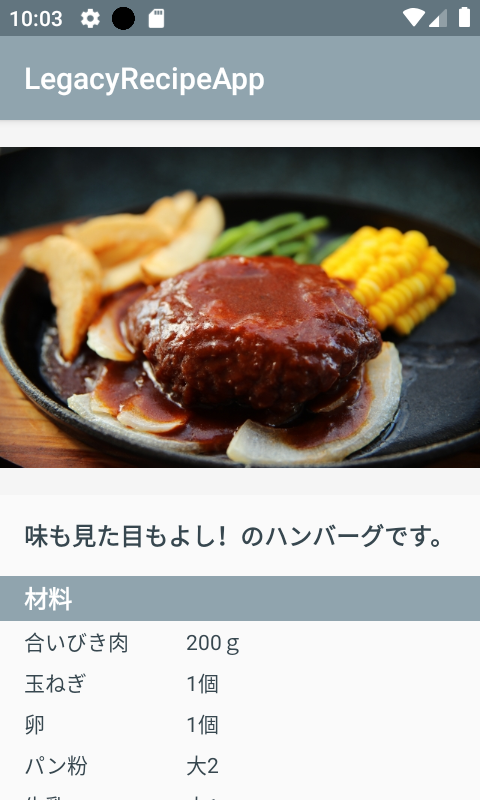 10:03
LegacyRecipeApp
味も見た目もよし！のハンバーグです。
材料
合いびき肉 200ｇ
玉ねぎ 1個
卵 1個
パン粉 大2